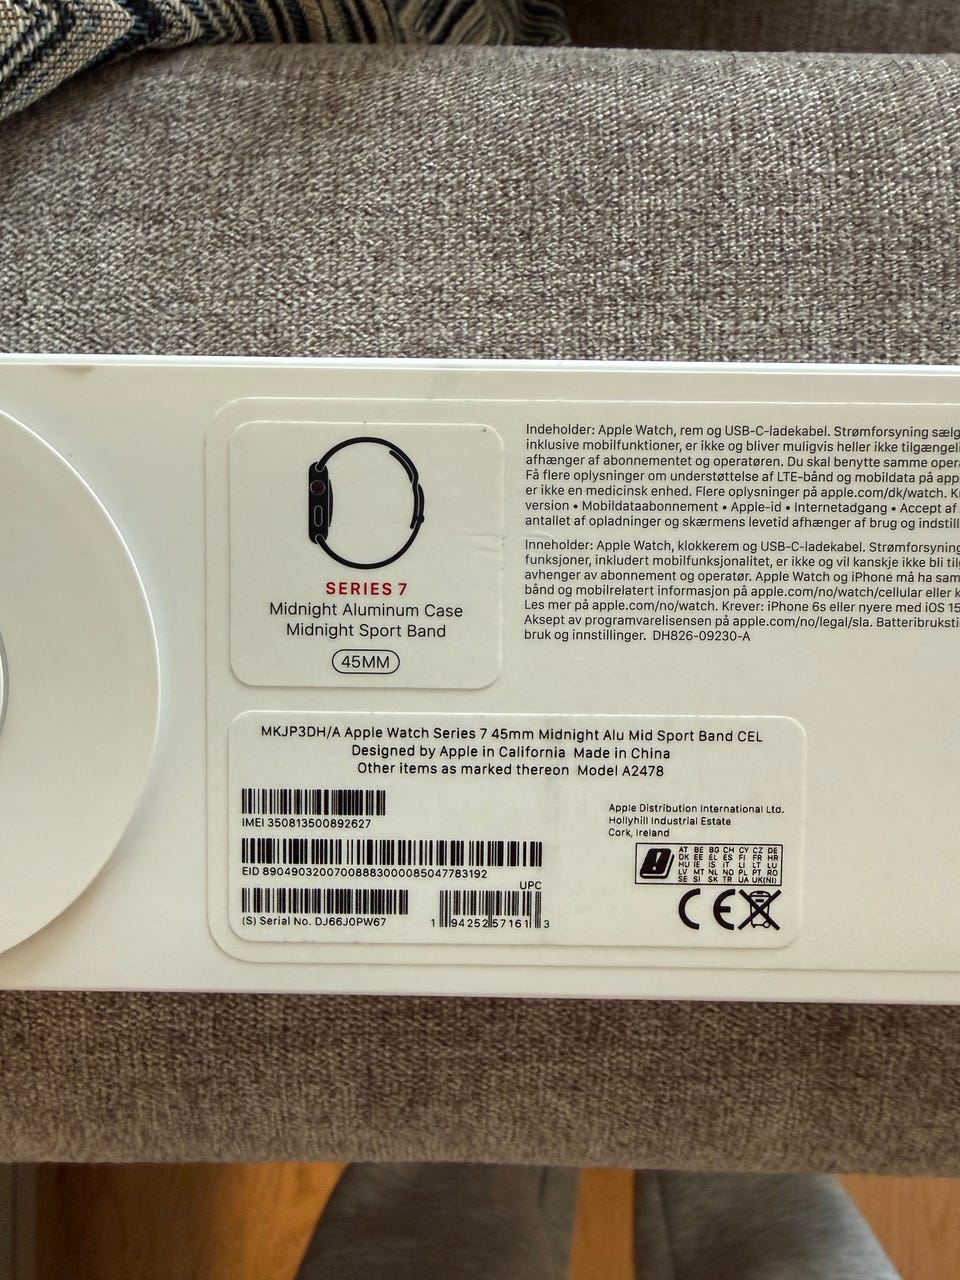 SERIES 7
Midnight Aluminum Case
Midnight Sport Band
45MM
Indeholder: Apple Watch, rem og USB-C-ladekabel. Strømforsyning
inklusive mobilfunktioner, er ikke og bliver muligvis heller ikke
afhænger af abonnementet og operatøren. Du skal benytte samme
Få flere oplysninger om understøttelse af LTE-bånd og mobildata på
er ikke en medicinsk enhed. Flere oplysninger på apple.com/dk/watch.
version • Mobildataabonnement • Apple-id • Internetadgang • Accept af
antallet af opladninger og skærmens levetid afhænger af brug og
Inneholder: Apple Watch, klokkerem og USB-C-ladekabel. Strømforsyning
funksjoner, inkludert mobilfunksjonalitet, er ikke og vil kanskje ikke bli
avhenger av abonnement og operatør. Apple Watch og iPhone må ha
bånd og mobilrelatert informasjon på apple.com/no/watch/cellular eller
Les mer på apple.com/no/watch. Krever: iPhone 6s eller nyere med iOS 15
Aksept av programvarelisensen på apple.com/no/legal/sla.
bruk og innstillinger. DH826-09230-A
MKJP3DH/A Apple Watch Series 7 45mm Midnight Alu Mid Sport Band CEL
Designed by Apple in California Made in China
Other items as marked thereon Model A2478
IMEI 350813500892627
EID 89049032007008883000085047783192
UPC
(S) Serial No. DJ66J0PW67
1 94252 57161 3
Apple Distribution International Ltd.
Hollyhill Industrial Estate
Cork, Ireland
AT BE BG CH CY CZ DE
DK EE EL ES FI FR HR
HU IE IS IT LI LT LU
LV MT NL NO PL PT RO
SE SI SK TR UA UK(NI)
CE